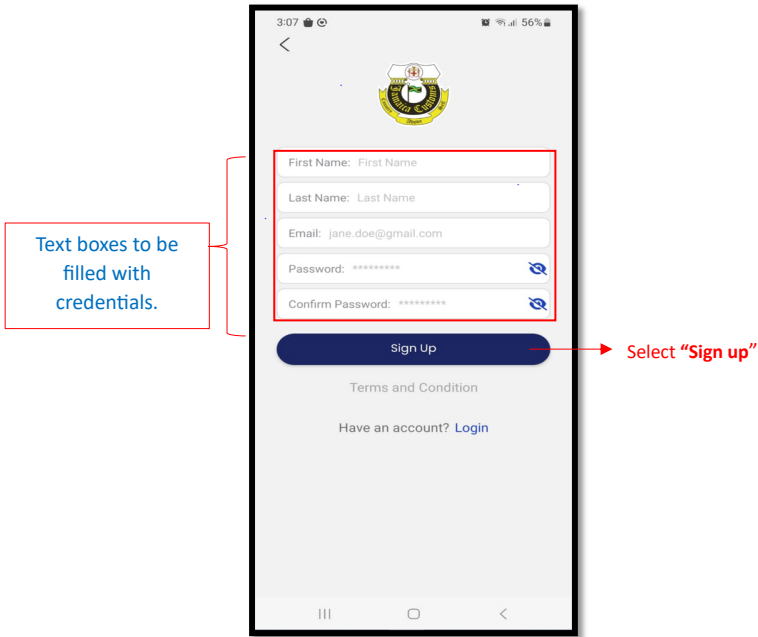 3:07
56%
Jamaica Customs
First Name: First Name
Last Name: Last Name
Email: jane.doe@gmail.com
Password: *********
Confirm Password: *********
Text boxes to be
filled with
credentials.
Sign Up
Select “Sign up”
Terms and Condition
Have an account? Login